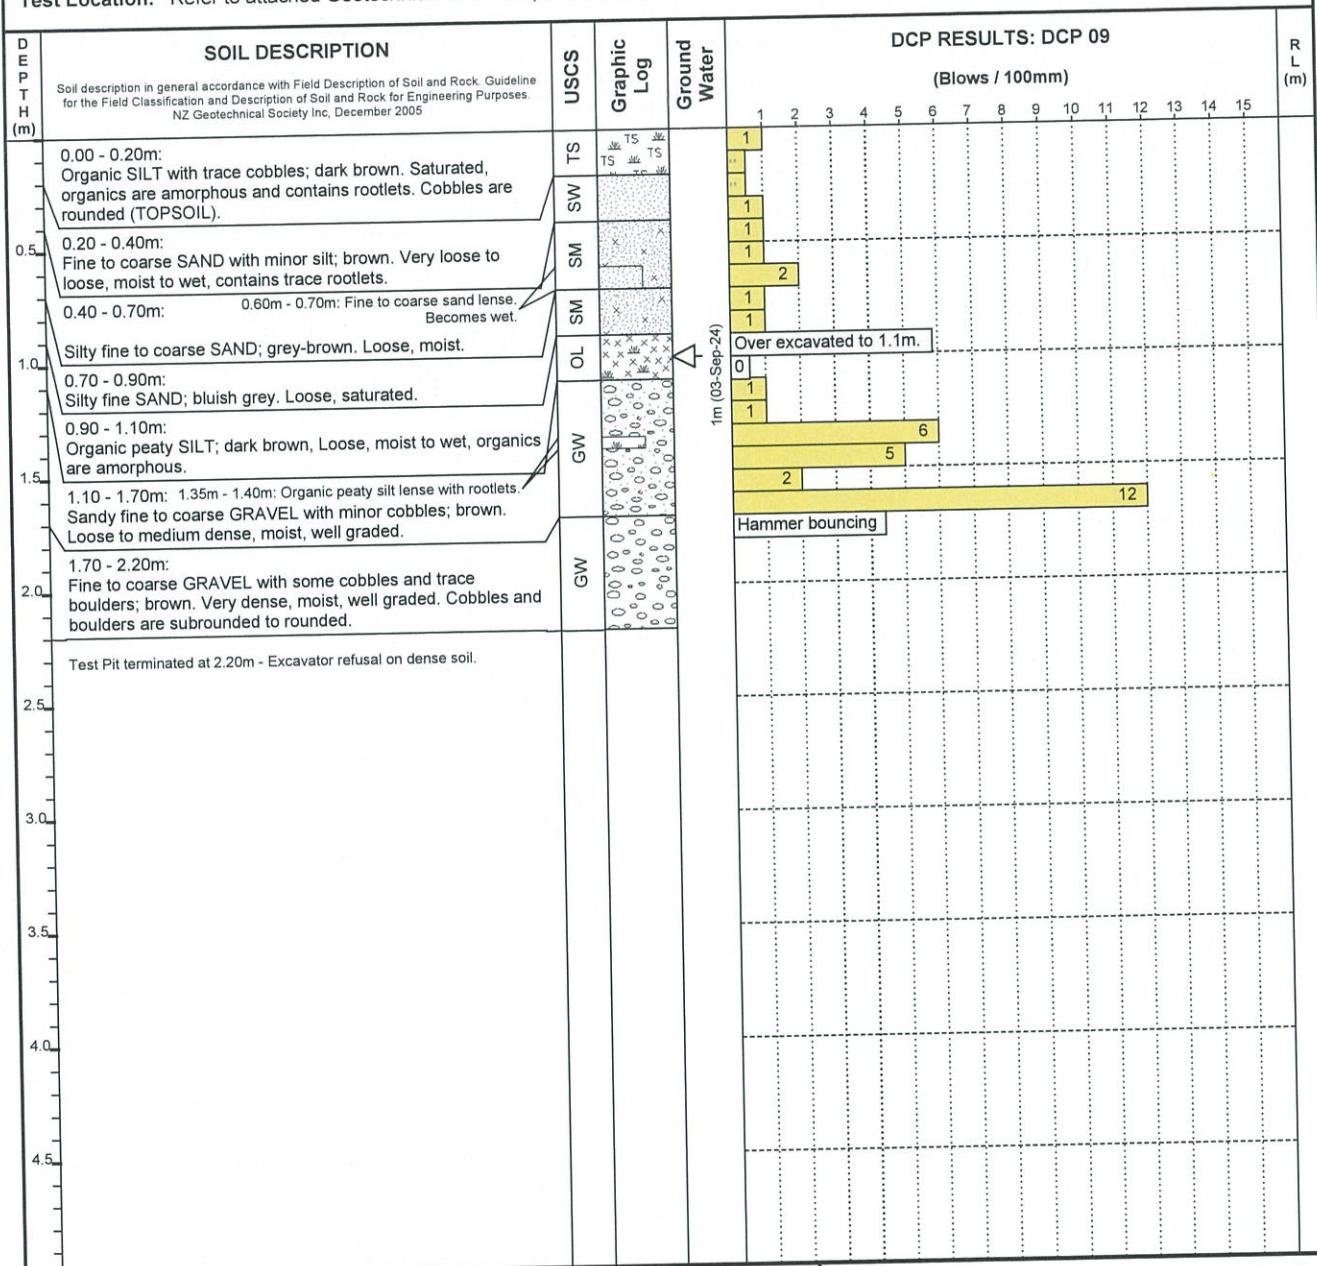 Test Location:
D
E
P
T
H
(m)
SOIL DESCRIPTION
Soil description in general accordance with Field Description of Soil and Rock. Guideline
for the Field Classification and Description of Soil and Rock for Engineering Purposes.
NZ Geotechnical Society Inc, December 2005
USCS
Graphic
Log
Ground
Water
DCP RESULTS: DCP 09
(Blows / 100mm)
1 2 3 4 5 6 7 8 9 10 11 12 13 14 15
R
L
(m)
0.00 - 0.20m:
Organic SILT with trace cobbles; dark brown. Saturated,
organics are amorphous and contains rootlets. Cobbles are
rounded (TOPSOIL).
0.20 - 0.40m:
Fine to coarse SAND with minor silt; brown. Very loose to
loose, moist to wet, contains trace rootlets.
0.40 - 0.70m: 0.60m - 0.70m: Fine to coarse sand lense.
Becomes wet.
Silty fine to coarse SAND; grey-brown. Loose, moist.
0.70 - 0.90m:
Silty fine SAND; bluish grey. Loose, saturated.
0.90 - 1.10m:
Organic peaty SILT; dark brown, Loose, moist to wet, organics
are amorphous.
1.10 - 1.70m: 1.35m - 1.40m: Organic peaty silt lense with rootlets.
Sandy fine to coarse GRAVEL with minor cobbles; brown.
Loose to medium dense, moist, well graded.
1.70 - 2.20m:
Fine to coarse GRAVEL with some cobbles and trace
boulders; brown. Very dense, moist, well graded. Cobbles and
boulders are subrounded to rounded.
Test Pit terminated at 2.20m - Excavator refusal on dense soil.
0.5
1.0
1.5
2.0
2.5
3.0
3.5
4.0
4.5
TS
SW
SM
SM
OL
GW
GW
TS
TS TS
1m (03-Sep-24)
1
"
"
1
1
1
2
1
1
Over excavated to 1.1m.
0
1
1
6
5
2
12
Hammer bouncing